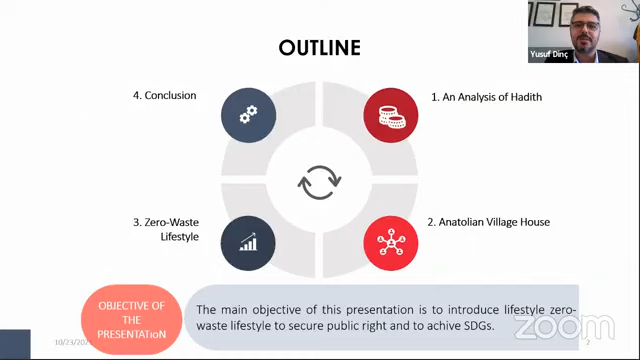 Yusuf Dinç
OUTLINE
4. Conclusion
1. An Analysis of Hadith
3. Zero-Waste
Lifestyle
2. Anatolian Village House
OBJECTIVE OF
THE
PRESENTATION
The main objective of this presentation is to introduce lifestyle zero-
waste lifestyle to secure public right and to achive SDGs.
zoom
2